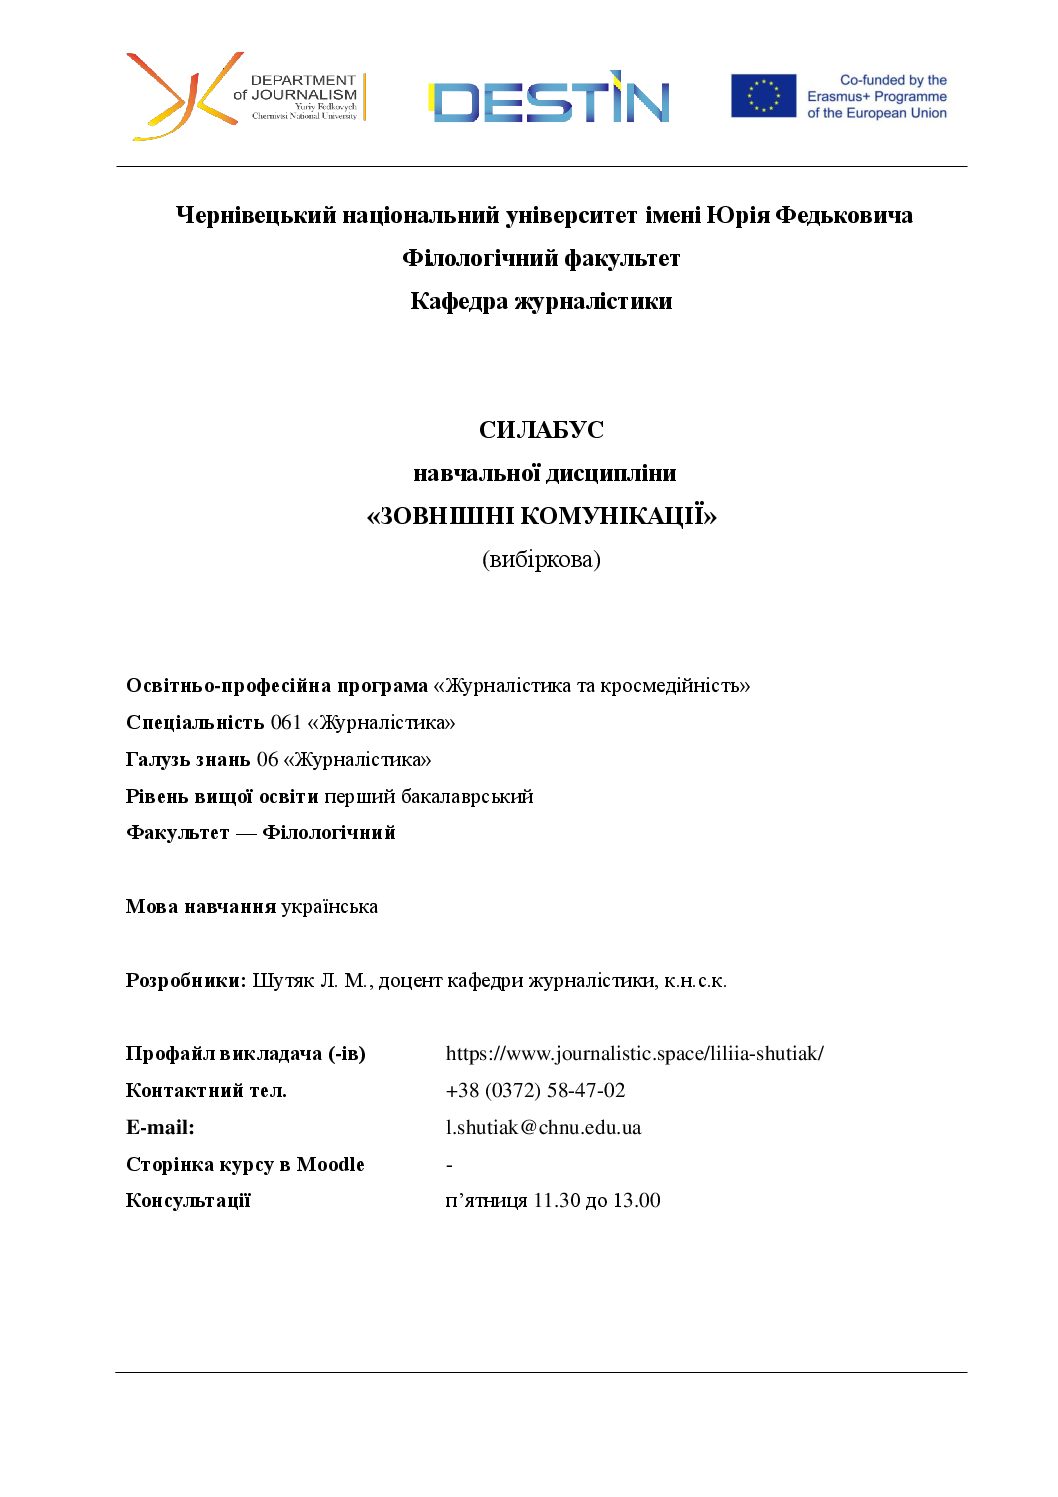 DEPARTMENT
of JOURNALISM
Yuriy Fedkovych
Chernivtsi National University
DESTIN
Co-funded by the
Erasmus+ Programme
of the European Union
Чернівецький національний університет імені Юрія Федьковича
Філологічний факультет
Кафедра журналістики
СИЛАБУС
навчальної дисципліни
«ЗОВНІШНІ КОМУНІКАЦІЇ»
(вибіркова)
Освітньо-професійна програма «Журналістика та кросмедійність»
Спеціальність 061 «Журналістика»
Галузь знань 06 «Журналістика»
Рівень вищої освіти перший бакалаврський
Факультет — Філологічний
Мова навчання українська
Розробники: Шутяк Л. М., доцент кафедри журналістики, к.н.с.к.
Профайл викладача (-ів) https://www.journalistic.space/liliia-shutiak/
Контактний тел. +38 (0372) 58-47-02
E-mail: l.shutiak@chnu.edu.ua
Сторінка курсу в Moodle -
Консультації п’ятниця 11.30 до 13.00